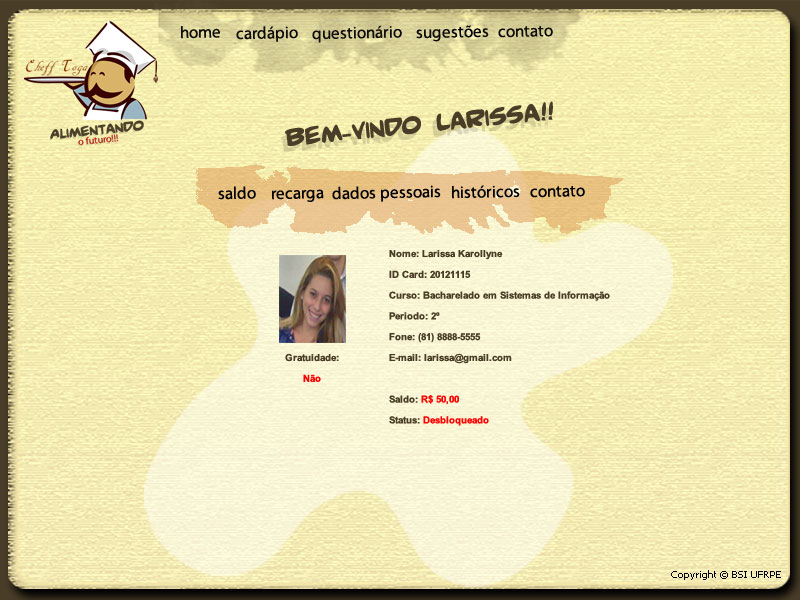 home cardápio questionário sugestões contato
Cheff Toga
ALIMENTANDO
o futuro!!!
BEM-VINDO LARISSA!!
saldo recarga dados pessoais históricos contato
Nome: Larissa Karollyne
ID Card: 20121115
Curso: Bacharelado em Sistemas de Informação
Periodo: 2º
Fone: (81) 8888-5555
E-mail: larissa@gmail.com
Gratuidade:
Não
Saldo: R$ 50,00
Status: Desbloqueado
Copyright © BSI UFRPE